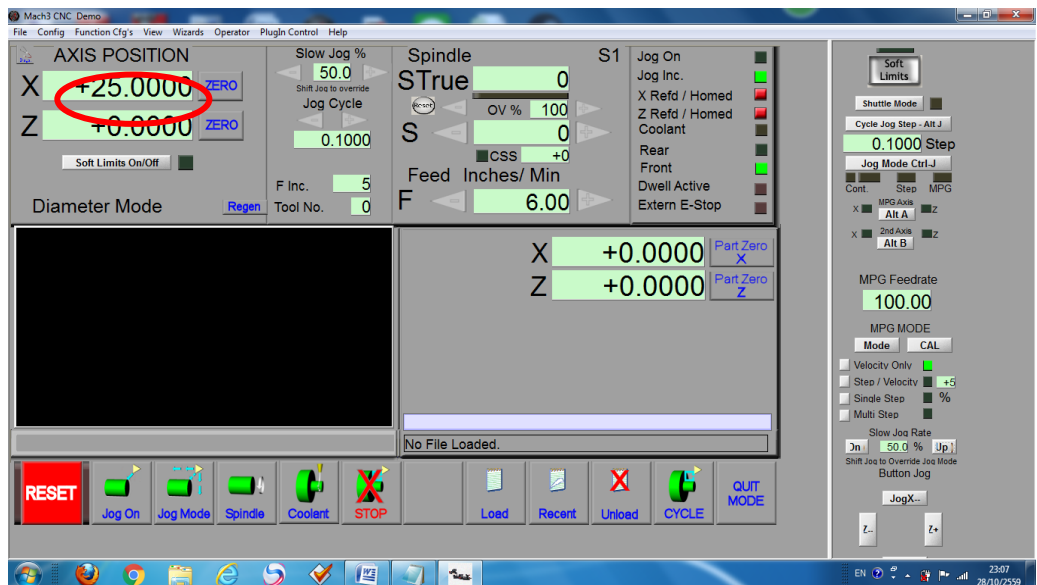 Mach3 CNC Demo
File Config Function Cfg's View Wizards Operator PlugIn Control Help
AXIS POSITION
X +25.0000 ZERO
Z +0.0000 ZERO
Soft Limits On/Off
Diameter Mode Regen
Slow Jog %
50.0
Shift Jog to override
Jog Cycle
0.1000
F Inc. 5
Tool No. 0
Spindle S1
STrue 0
Reset OV % 100
S 0
CSS +0
Feed Inches/ Min
F 6.00
Jog On
Jog Inc.
X Refd / Homed
Z Refd / Homed
Coolant
Rear
Front
Dwell Active
Extern E-Stop
X +0.0000 Part Zero X
Z +0.0000 Part Zero Z
No File Loaded.
RESET
Jog On
Jog Mode
Spindle
Coolant
STOP
Load
Recent
Unload
CYCLE
QUIT
MODE
Soft
Limits
Shuttle Mode
Cycle Jog Step - Alt J
0.1000 Step
Jog Mode Ctrl-J
Cont. Step MPG
MPG Axis
X Alt A Z
2nd Axis
X Alt B Z
MPG Feedrate
100.00
MPG MODE
Mode CAL
Velocity Only
Step / Velocity +5
Single Step %
Multi Step
Slow Jog Rate
Dn 50.0 % Up
Shift Jog to Override Jog Mode
Button Jog
JogX--
Z-- Z+
EN 23:07
28/10/2559